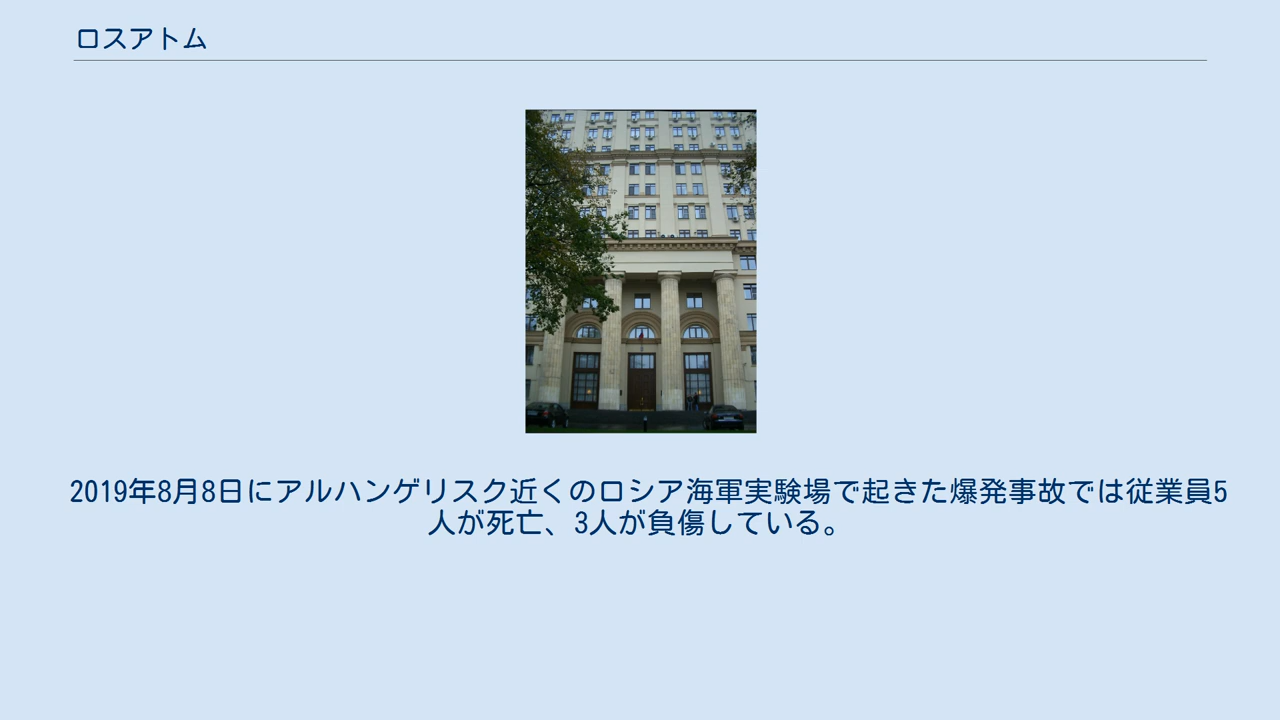 ロスアトム
2019年8月8日にアルハンゲリスク近くのロシア海軍実験場で起きた爆発事故では従業員5
人が死亡、3人が負傷している。